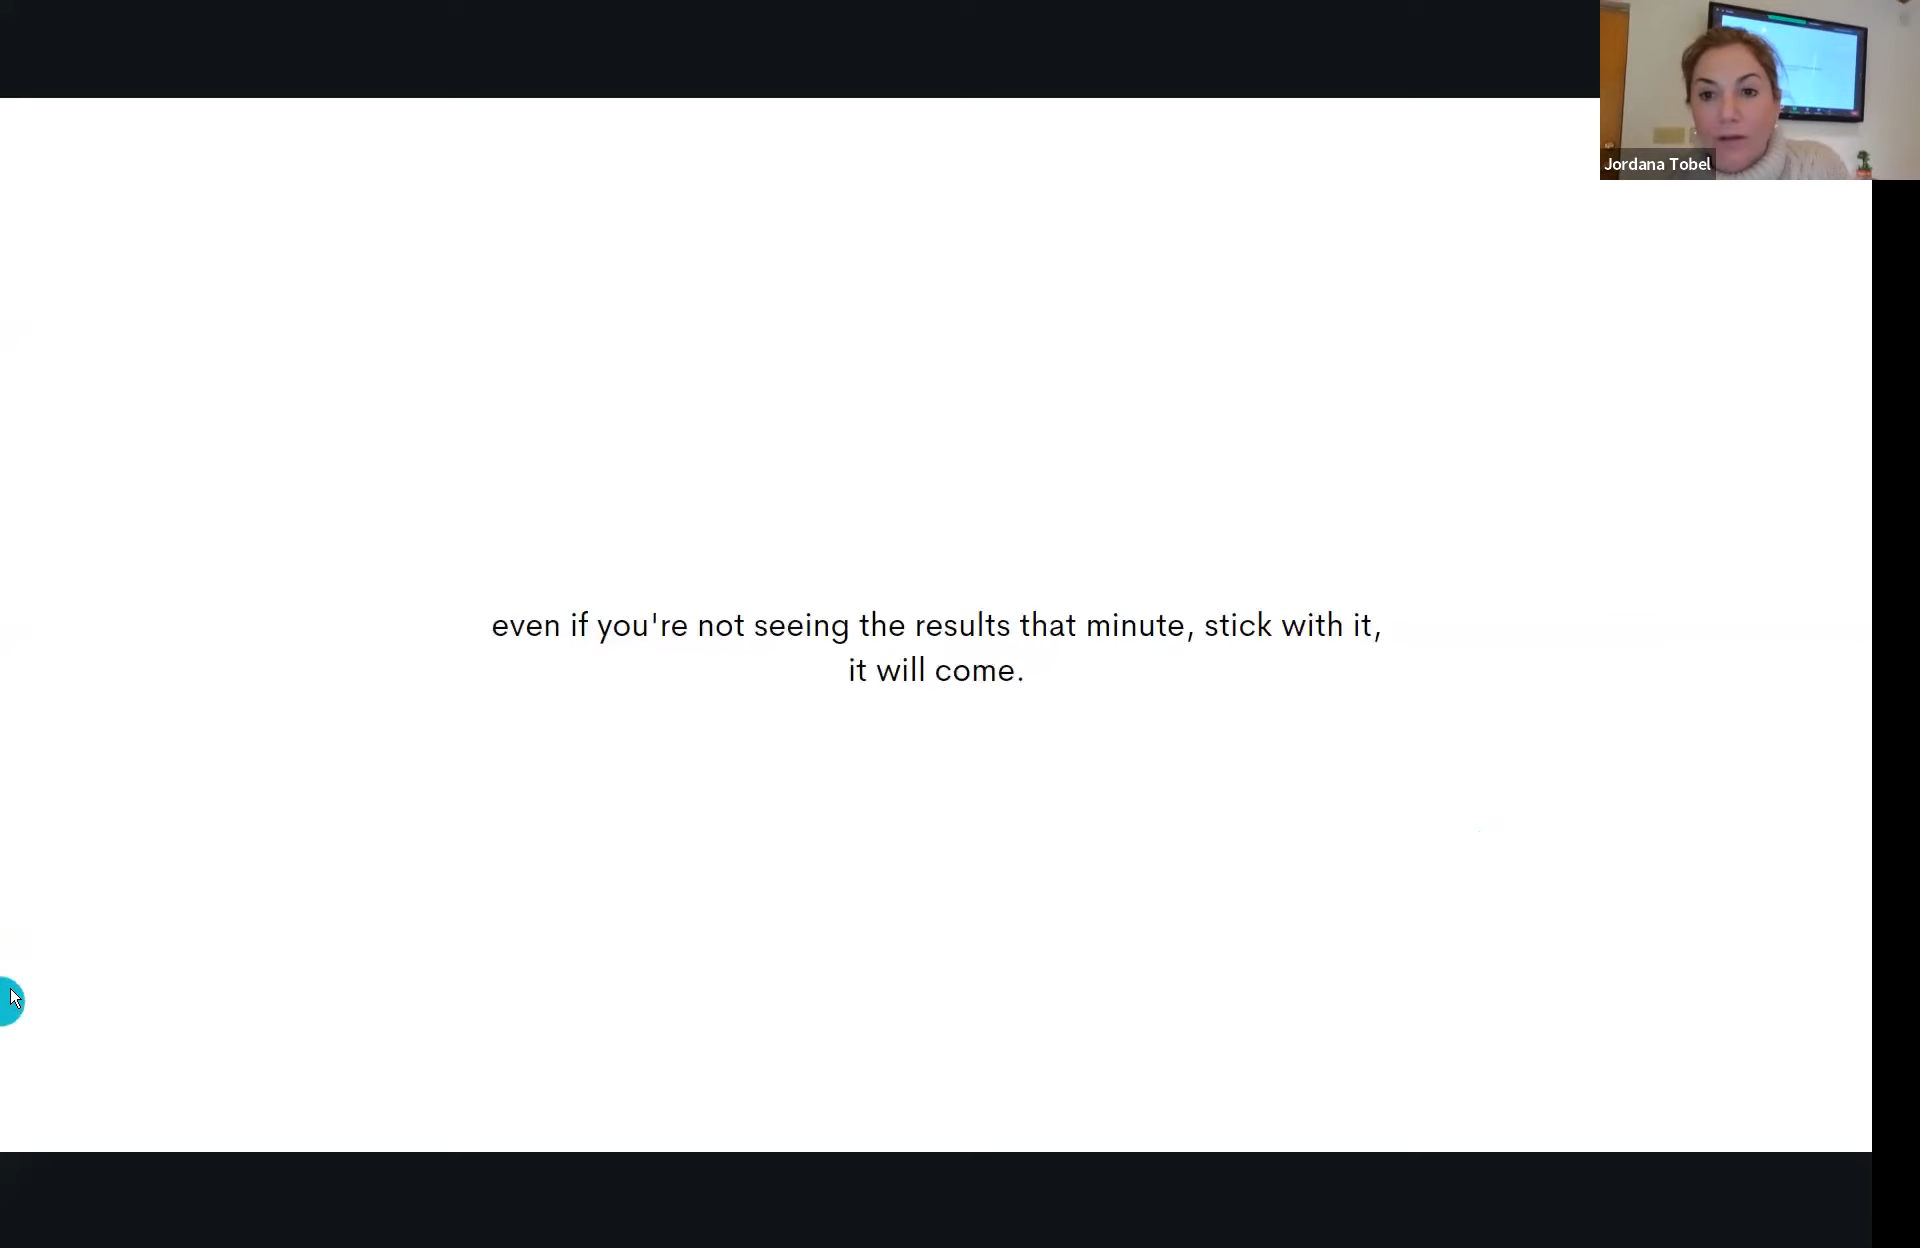 Jordana Tobel
even if you're not seeing the results that minute, stick with it,
it will come.